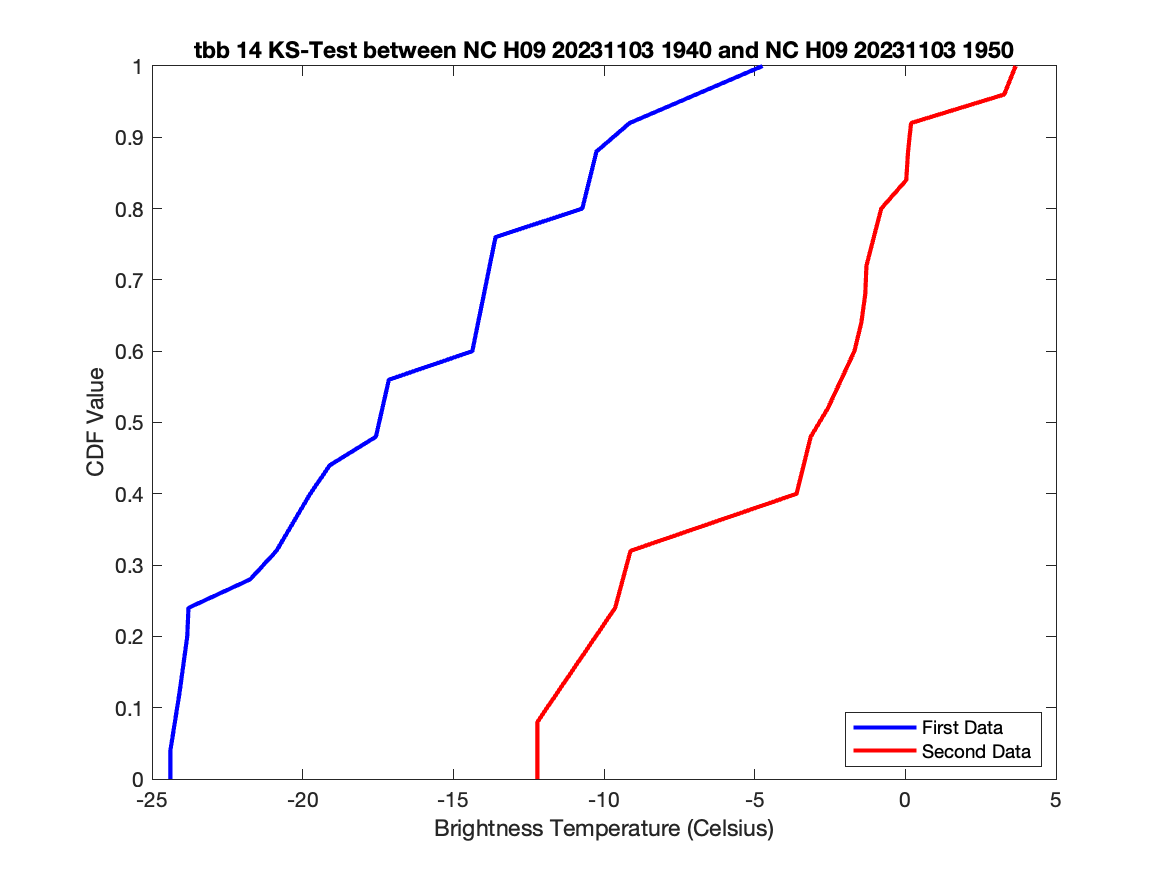 tbb 14 KS-Test between NC H09 20231103 1940 and NC H09 20231103 1950
1
0.9
0.8
0.7
0.6
0.5
0.4
0.3
0.2
0.1
0
CDF Value
First Data
Second Data
-25 -20 -15 -10 -5 0 5
Brightness Temperature (Celsius)